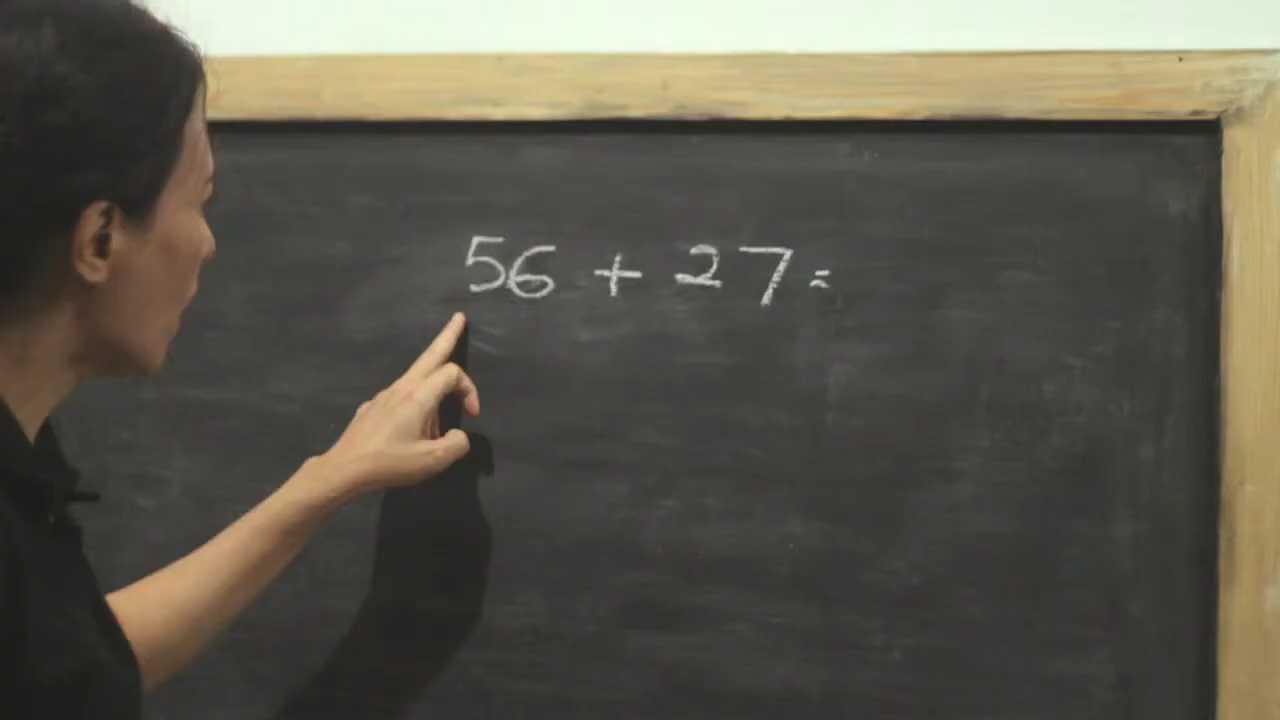 56 + 27 =